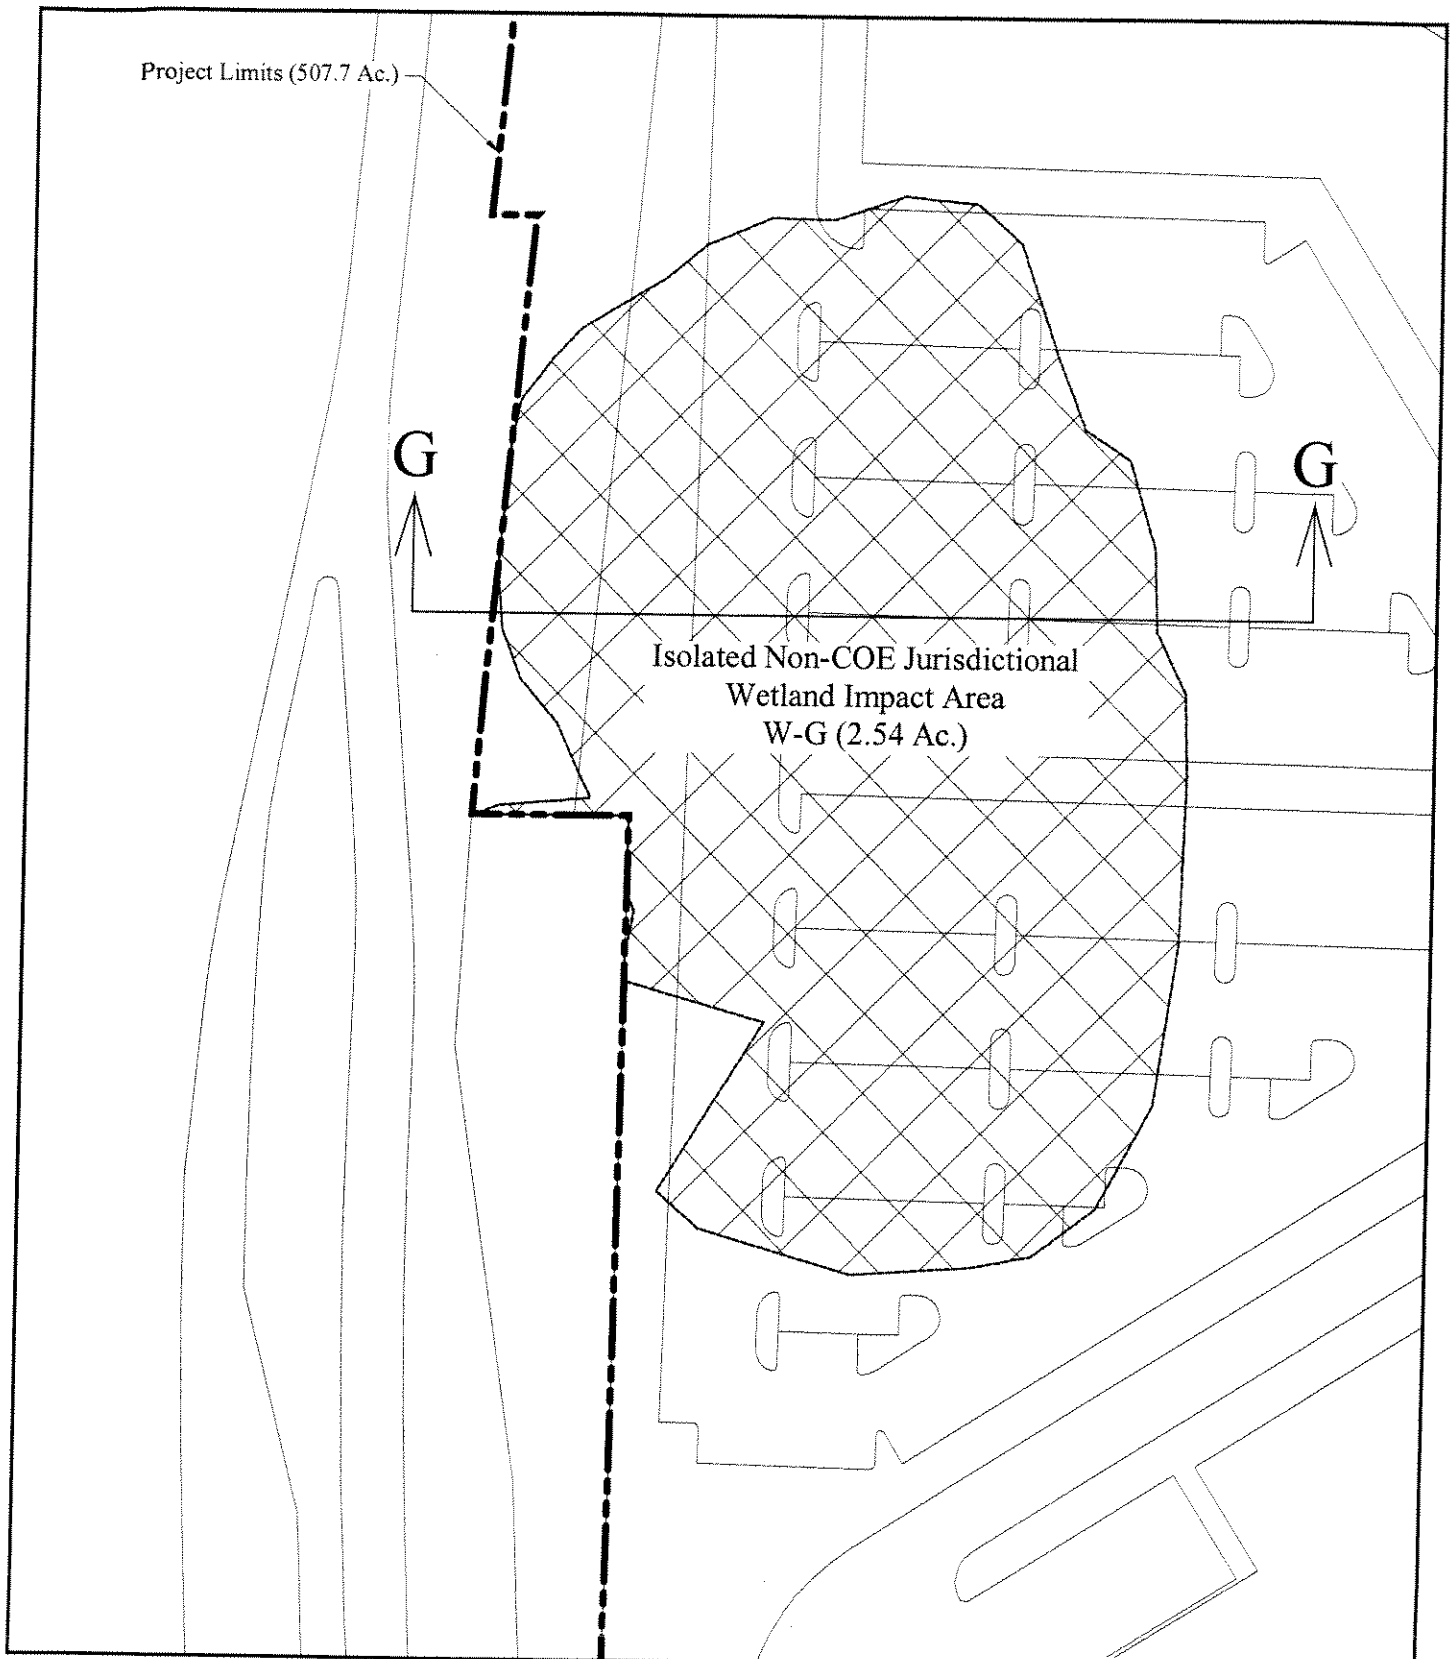 Project Limits (507.7 Ac.)
G
G
Isolated Non-COE Jurisdictional
Wetland Impact Area
W-G (2.54 Ac.)